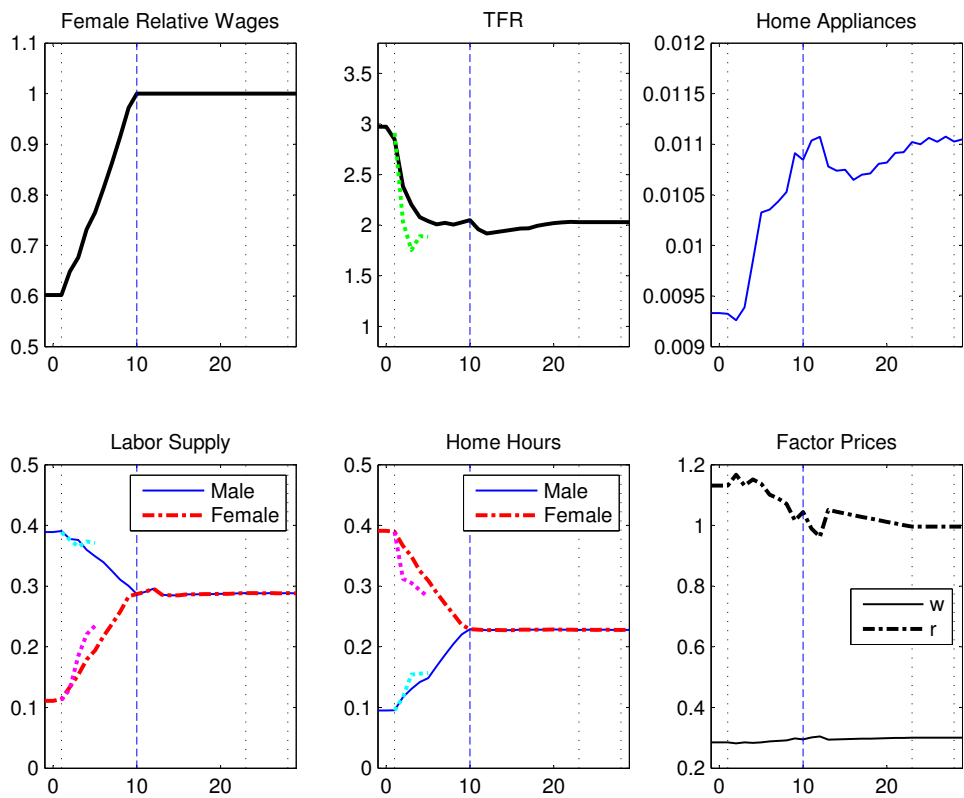 Female Relative Wages
TFR
Home Appliances
1.1
1
0.9
0.8
0.7
0.6
0.5
0 10 20
3.5
3
2.5
2
1.5
1
0 10 20
0.012
0.0115
0.011
0.0105
0.01
0.0095
0.009
0 10 20
Labor Supply
Home Hours
Factor Prices
0.5
0.4
0.3
0.2
0.1
0
0 10 20
Male
Female
0.5
0.4
0.3
0.2
0.1
0
0 10 20
Male
Female
1.2
1
0.8
0.6
0.4
0.2
0 10 20
w
r